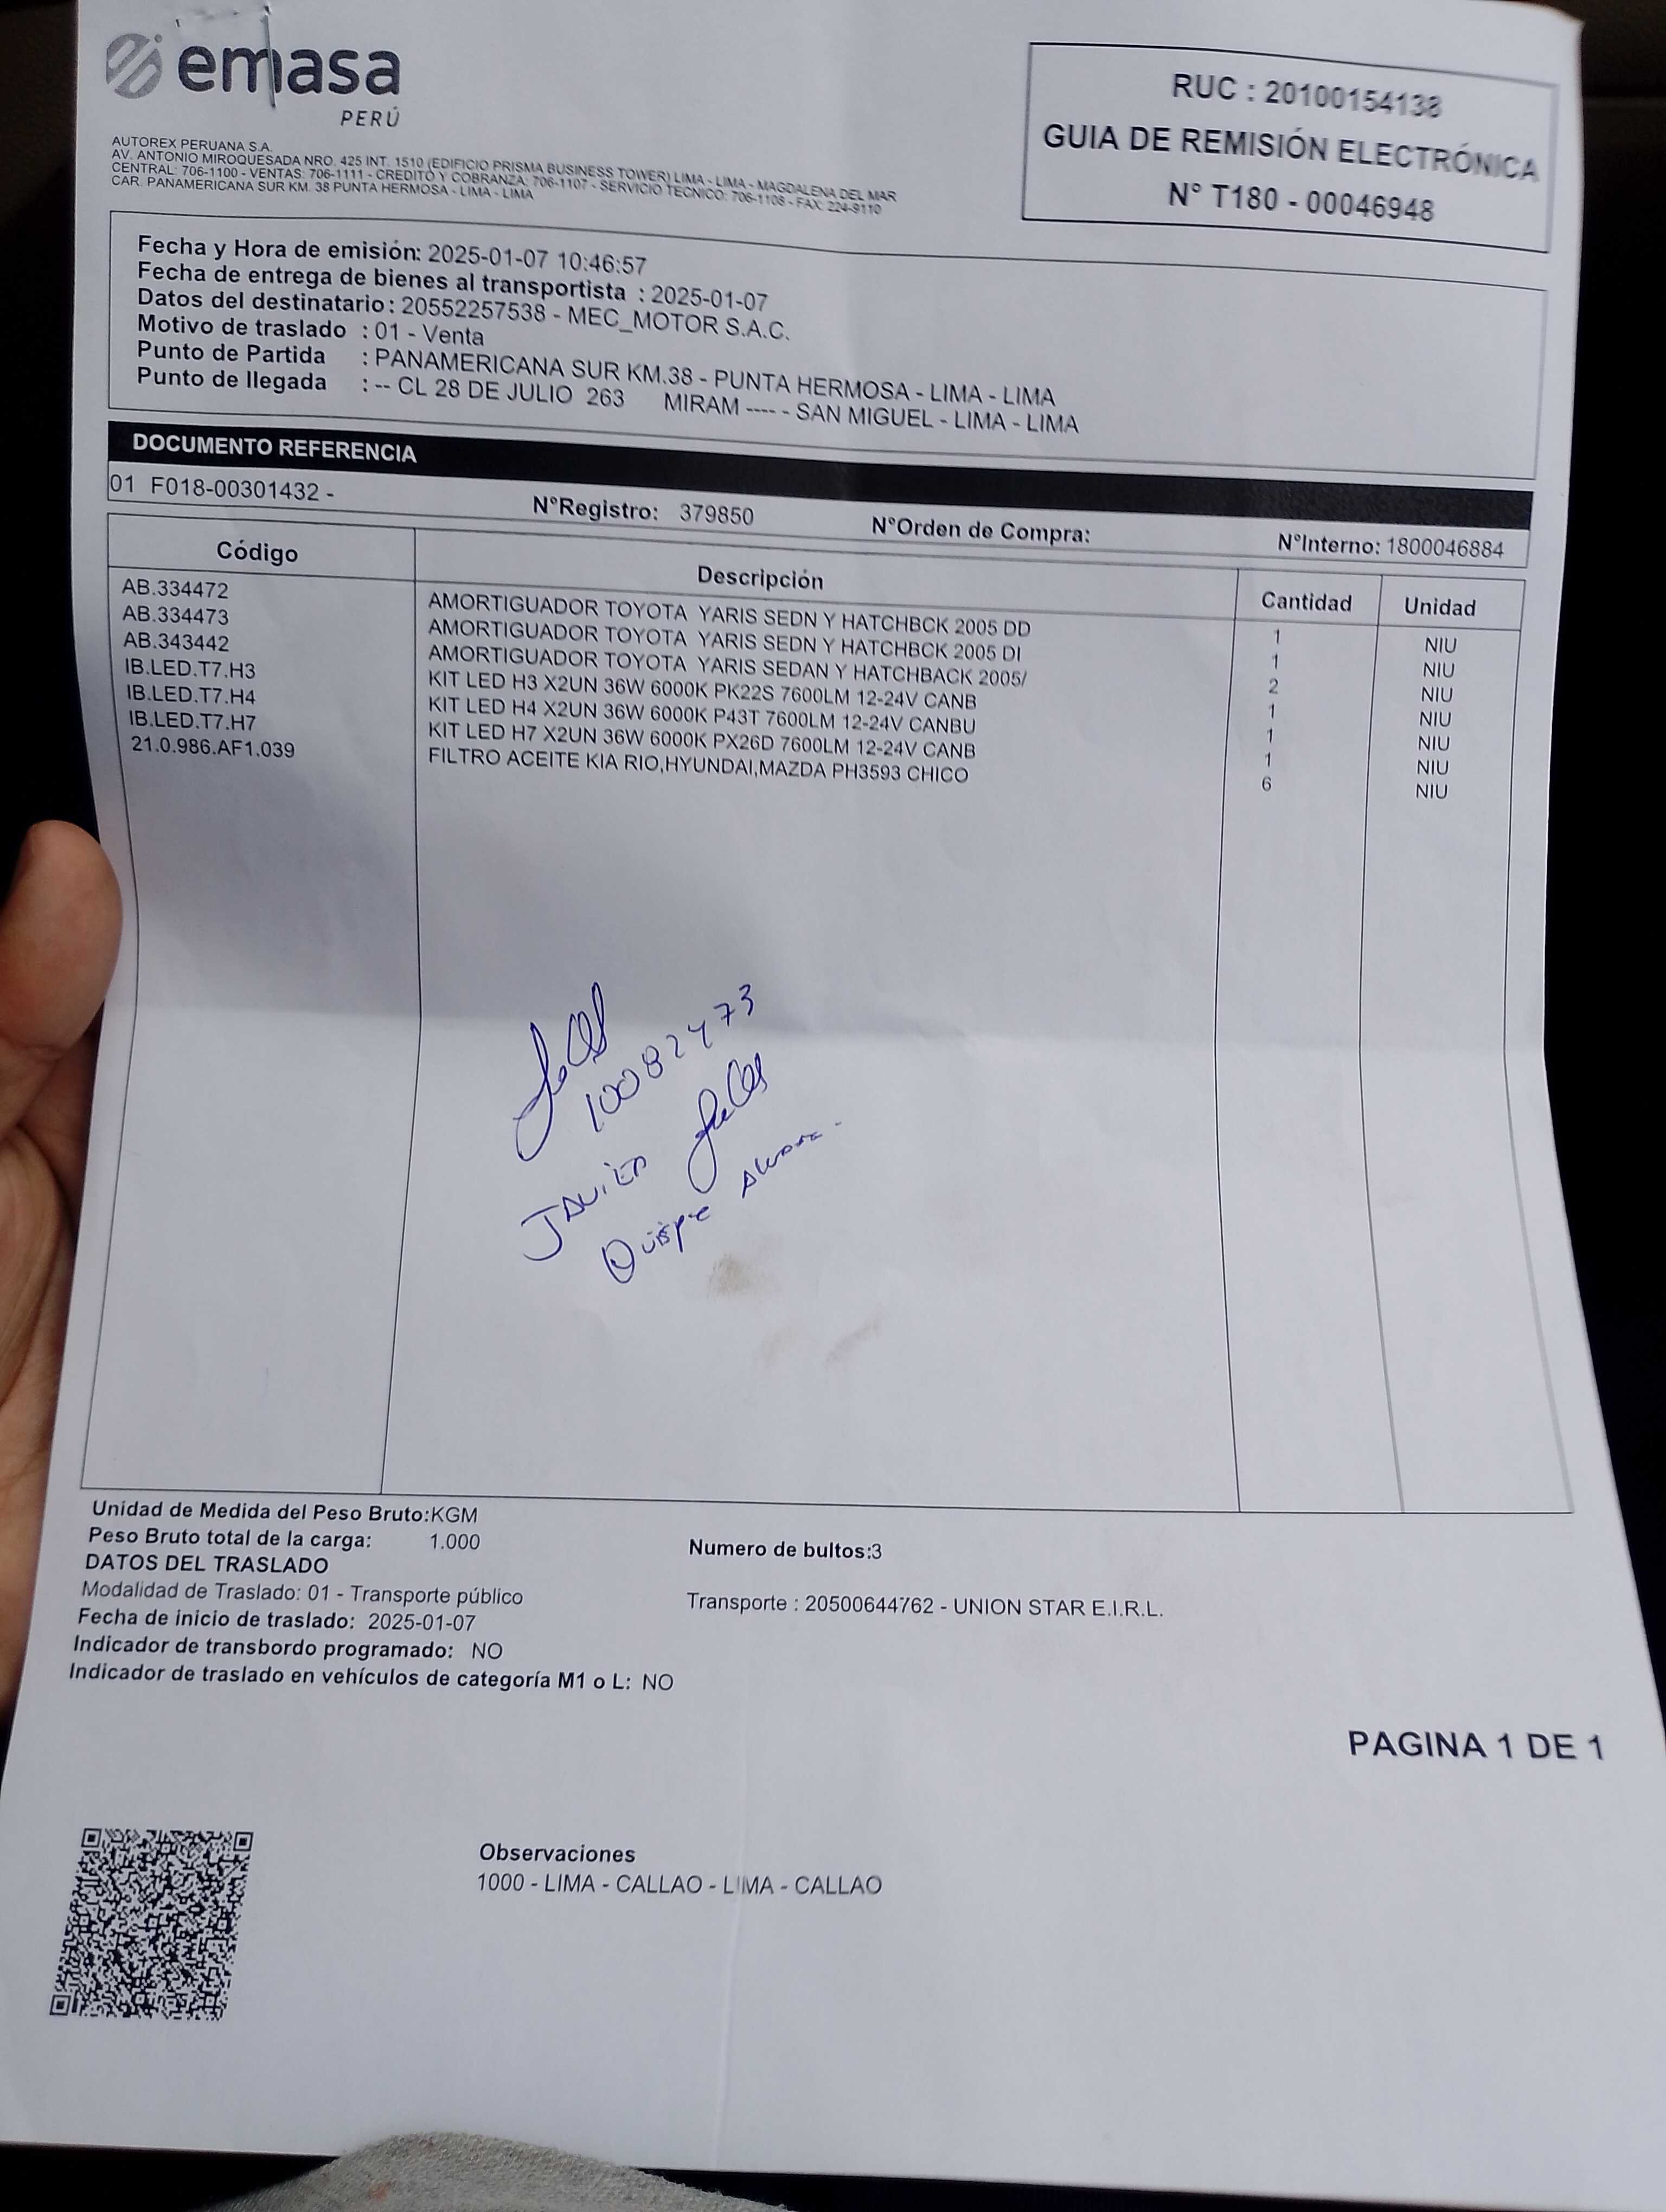 emasa
PERÚ
AUTOREX PERUANA S.A.
AV. ANTONIO MIROQUESADA NRO. 425 INT. 1510 (EDIFICIO PRISMA BUSINESS TOWER) LIMA - LIMA - MAGDALENA DEL MAR
CENTRAL: 706-1100 - VENTAS: 706-1111 - CREDITO Y COBRANZA: 706-1107 - SERVICIO TECNICO: 706-1108 - FAX: 224-9110
CAR. PANAMERICANA SUR KM. 38 PUNTA HERMOSA - LIMA - LIMA
RUC : 20100154138
GUIA DE REMISIÓN ELECTRÓNICA
N° T180 - 00046948
Fecha y Hora de emisión: 2025-01-07 10:46:57
Fecha de entrega de bienes al transportista : 2025-01-07
Datos del destinatario: 20552257538 - MEC_MOTOR S.A.C.
Motivo de traslado : 01 - Venta
Punto de Partida : PANAMERICANA SUR KM.38 - PUNTA HERMOSA - LIMA - LIMA
Punto de llegada : -- CL 28 DE JULIO 263 MIRAM ---- - SAN MIGUEL - LIMA - LIMA
DOCUMENTO REFERENCIA
01 F018-00301432 - N°Registro: 379850 N°Orden de Compra: N°Interno: 1800046884
Código Descripción Cantidad Unidad
AB.334472 AMORTIGUADOR TOYOTA YARIS SEDN Y HATCHBCK 2005 DD 1 NIU
AB.334473 AMORTIGUADOR TOYOTA YARIS SEDN Y HATCHBCK 2005 DI 1 NIU
AB.343442 AMORTIGUADOR TOYOTA YARIS SEDAN Y HATCHBACK 2005/ 2 NIU
IB.LED.T7.H3 KIT LED H3 X2UN 36W 6000K PK22S 7600LM 12-24V CANB 1 NIU
IB.LED.T7.H4 KIT LED H4 X2UN 36W 6000K P43T 7600LM 12-24V CANBU 1 NIU
IB.LED.T7.H7 KIT LED H7 X2UN 36W 6000K PX26D 7600LM 12-24V CANB 1 NIU
21.0.986.AF1.039 FILTRO ACEITE KIA RIO,HYUNDAI,MAZDA PH3593 CHICO 6 NIU
10082473
Javier
Quispe
Unidad de Medida del Peso Bruto:KGM
Peso Bruto total de la carga: 1.000 Numero de bultos:3
DATOS DEL TRASLADO
Modalidad de Traslado: 01 - Transporte público Transporte : 20500644762 - UNION STAR E.I.R.L.
Fecha de inicio de traslado: 2025-01-07
Indicador de transbordo programado: NO
Indicador de traslado en vehículos de categoría M1 o L: NO
PAGINA 1 DE 1
Observaciones
1000 - LIMA - CALLAO - LIMA - CALLAO